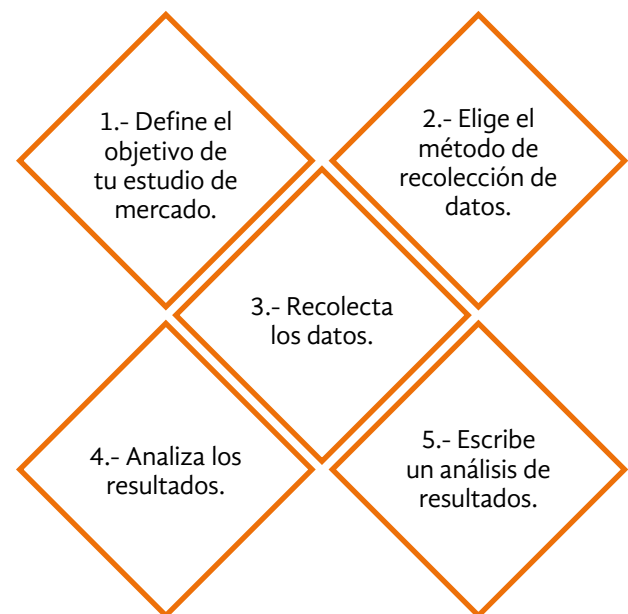 1.- Define el
objetivo de
tu estudio de
mercado.
2.- Elige el
método de
recolección de
datos.
3.- Recolecta
los datos.
4.- Analiza los
resultados.
5.- Escribe
un análisis de
resultados.